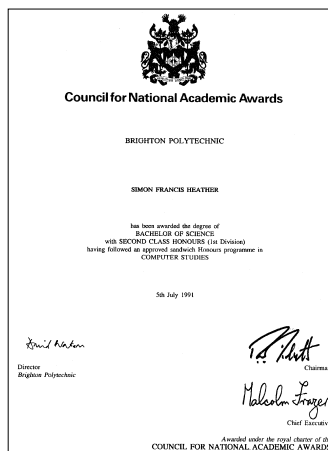 Council for National Academic Awards
BRIGHTON POLYTECHNIC
SIMON FRANCIS HEATHER
has been awarded the degree of
BACHELOR OF SCIENCE
with SECOND CLASS HONOURS (1st Division)
having followed an approved sandwich Honours programme in
COMPUTER STUDIES
5th July 1991
Director
Brighton Polytechnic
Chairma
Malcolm Frazer
Chief Executiv
Awarded under the royal charter of th
COUNCIL FOR NATIONAL ACADEMIC AWARDS